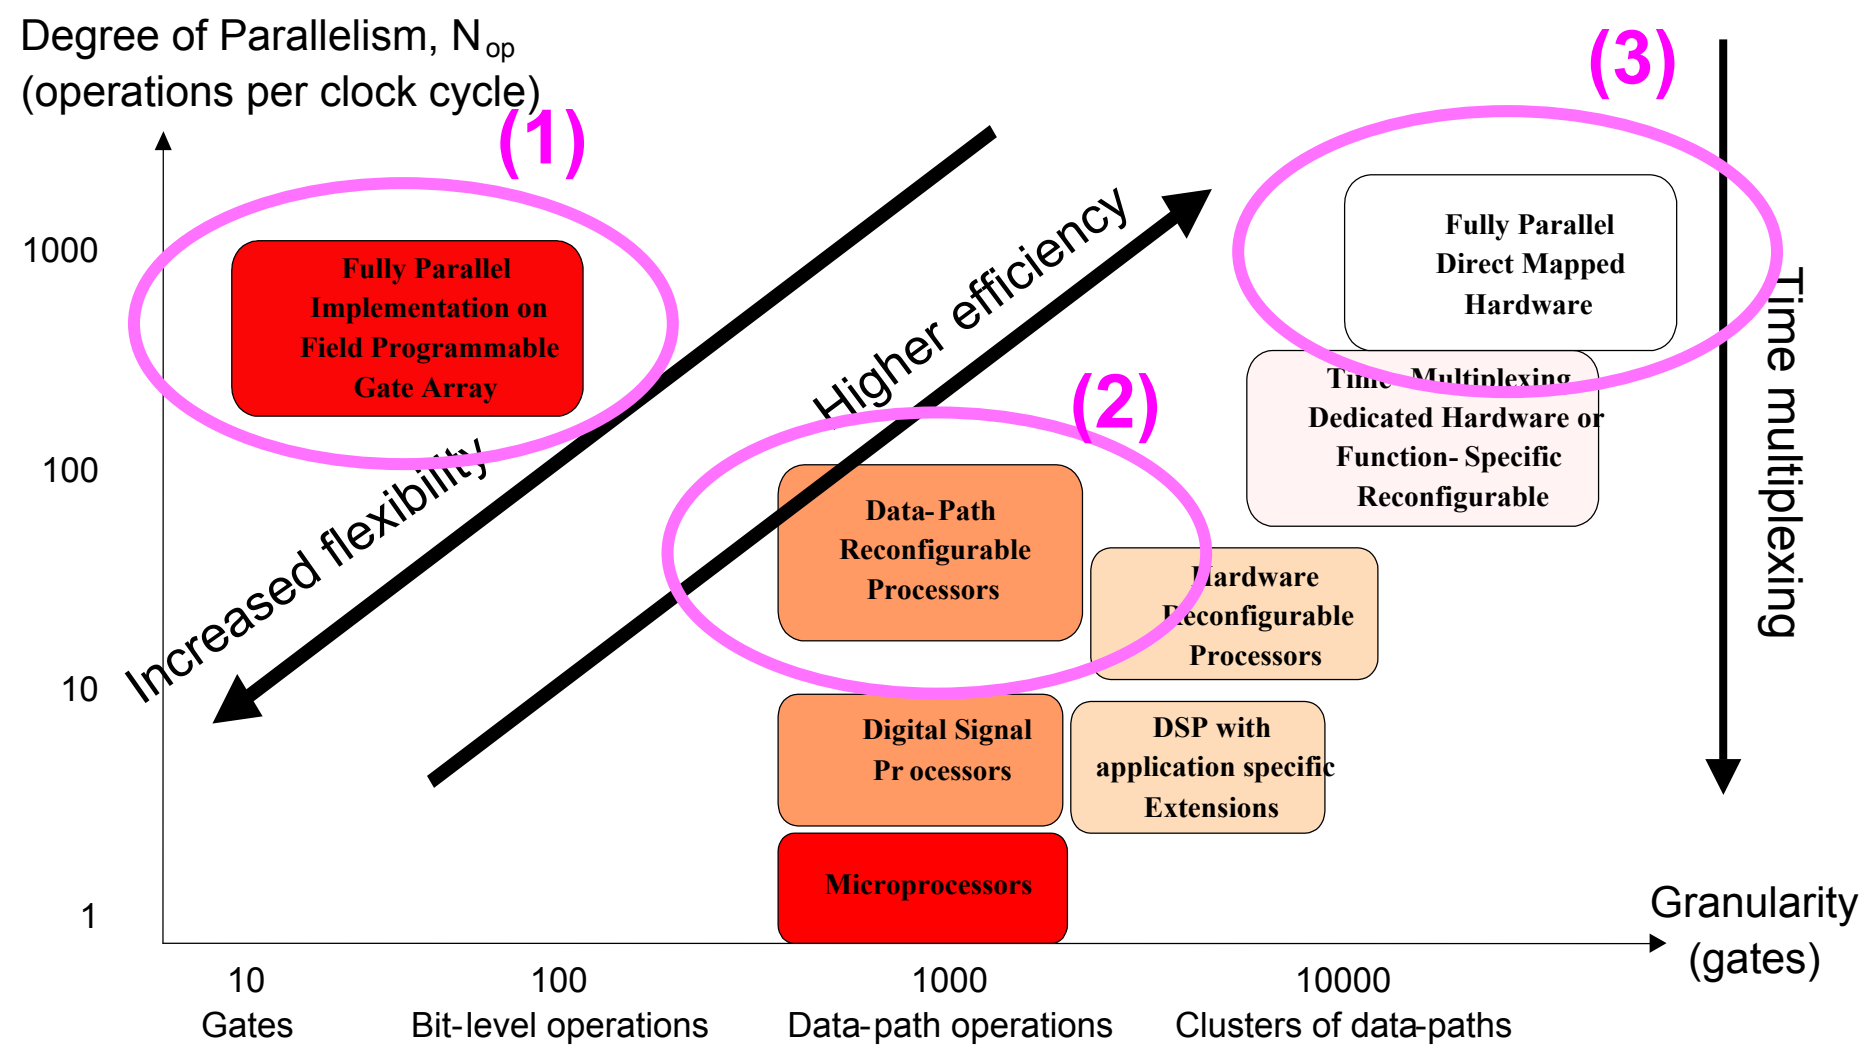 Degree of Parallelism, Nop
(operations per clock cycle)
(1)
(3)
1000
Fully Parallel
Implementation on
Field Programmable
Gate Array
Higher efficiency
Fully Parallel
Direct Mapped
Hardware
Time multiplexing
(2)
Time- Multiplexing
Dedicated Hardware or
Function- Specific
Reconfigurable
100
Increased flexibility
Data-Path
Reconfigurable
Processors
Hardware
Reconfigurable
Processors
10
Digital Signal
Pr ocessors
DSP with
application specific
Extensions
Microprocessors
1
Granularity
(gates)
10
100
1000
10000
Gates
Bit-level operations
Data-path operations
Clusters of data-paths